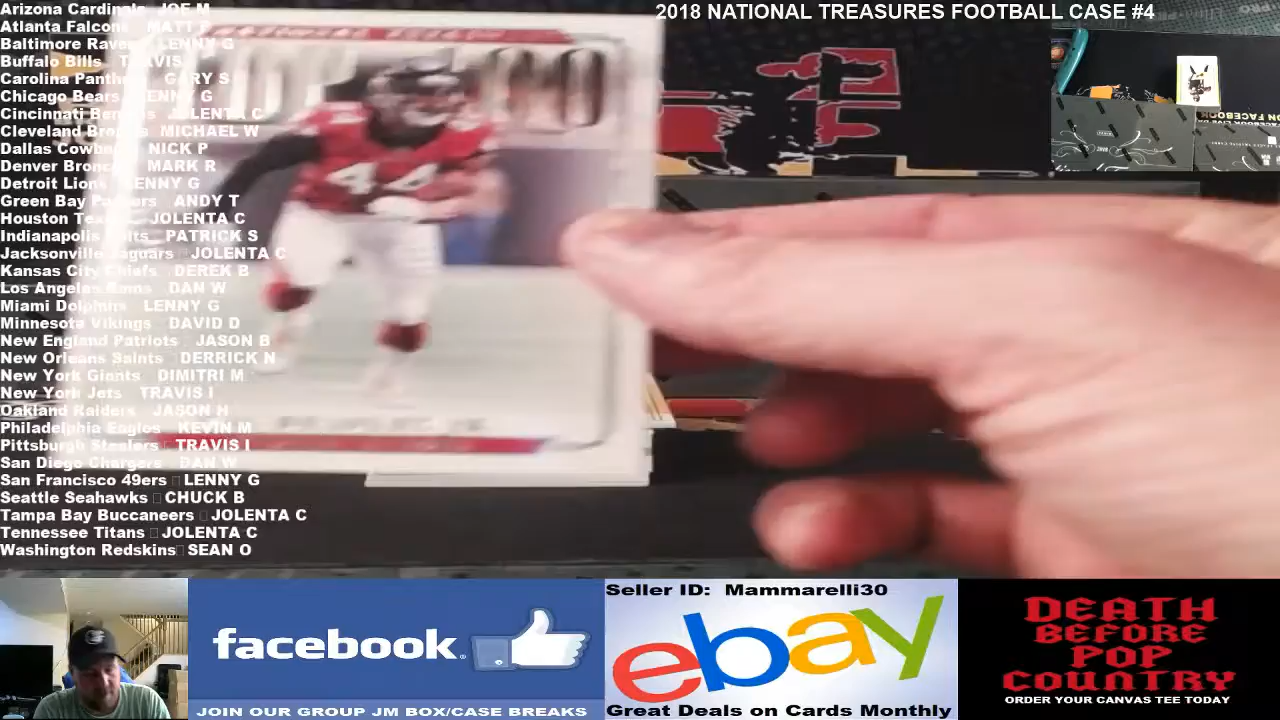 2018 NATIONAL TREASURES FOOTBALL CASE #4
Arizona Cardinals JOE M
Atlanta Falcons MATT F
Baltimore Ravens LENNY G
Buffalo Bills TRAVIS
Carolina Panthers GARY S
Chicago Bears LENNY G
Cincinnati Bengals JOLENTA C
Cleveland Browns MICHAEL W
Dallas Cowboys NICK P
Denver Broncos MARK R
Detroit Lions LENNY G
Green Bay Packers ANDY T
Houston Texans JOLENTA C
Indianapolis Colts PATRICK S
Jacksonville Jaguars JOLENTA C
Kansas City Chiefs DEREK B
Los Angeles Rams DAN W
Miami Dolphins LENNY G
Minnesota Vikings DAVID D
New England Patriots JASON B
New Orleans Saints DERRICK N
New York Giants DIMITRI M
New York Jets TRAVIS I
Oakland Raiders JASON H
Philadelphia Eagles KEVIN M
Pittsburgh Steelers TRAVIS I
San Diego Chargers DAN W
San Francisco 49ers LENNY G
Seattle Seahawks CHUCK B
Tampa Bay Buccaneers JOLENTA C
Tennessee Titans JOLENTA C
Washington Redskins SEAN O
44
facebook
JOIN OUR GROUP JM BOX/CASE BREAKS
Seller ID: Mammarelli30
ebay
Great Deals on Cards Monthly
DEATH
BEFORE
POP
COUNTRY
ORDER YOUR CANVAS TEE TODAY